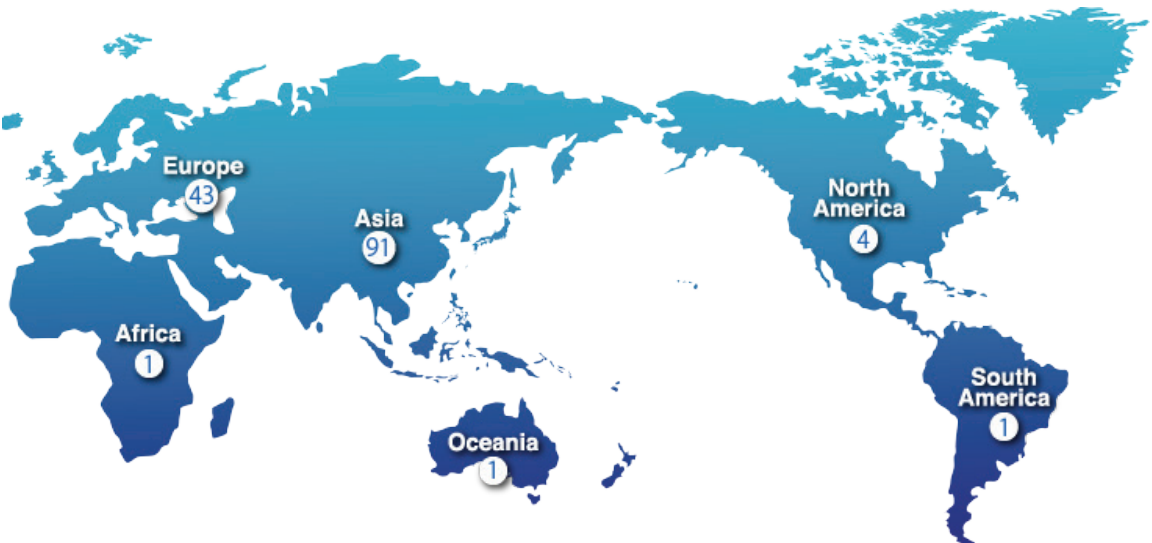 Europe
43
Asia
91
North
America
4
Africa
1
South
America
1
Oceania
1